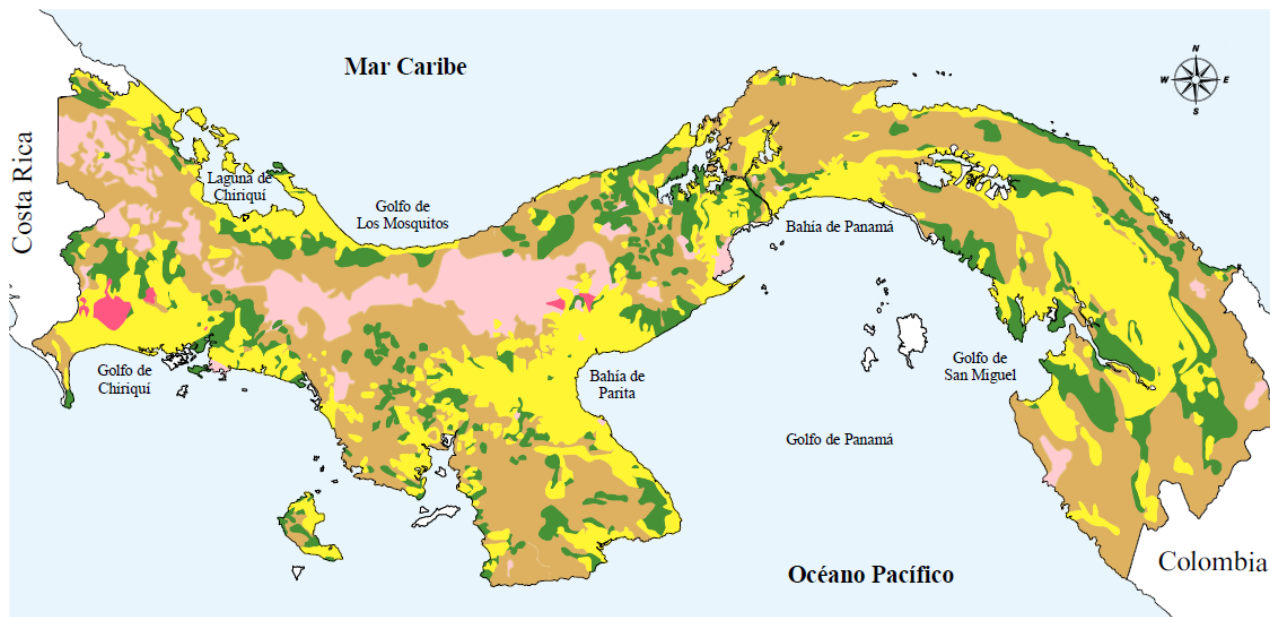 Mar Caribe
N
W
E
S
Costa Rica
Laguna de
Chiriquí
Golfo de
Los Mosquitos
Bahía de Panamá
Golfo de
Chiriquí
Bahía de
Parita
Golfo de
San Miguel
Golfo de Panamá
Océano Pacífico
Colombia